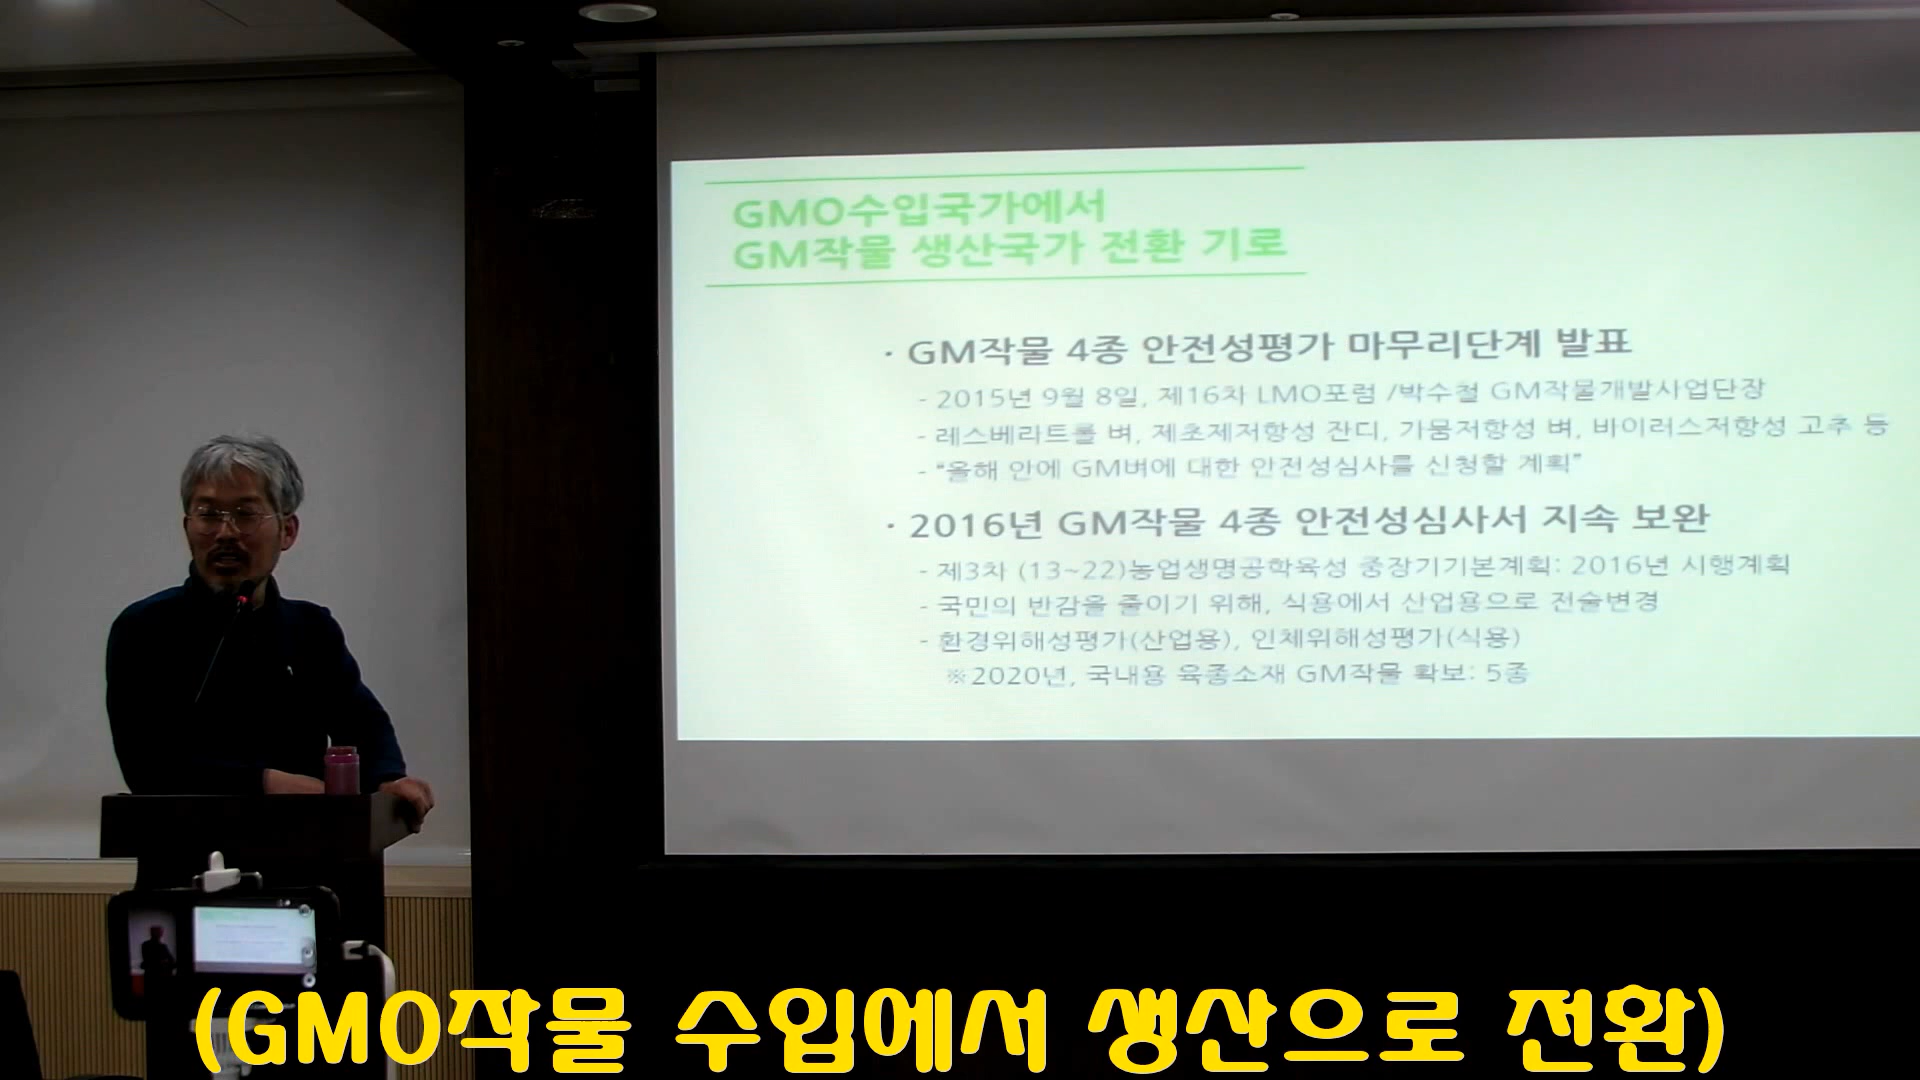 GMO수입국가에서
GM작물 생산국가 전환 기로
· GM작물 4종 안전성평가 마무리단계 발표
- 2015년 9월 8일, 제16차 LMO포럼 /박수철 GM작물개발사업단장
- 레스베라트롤 벼, 제초제저항성 잔디, 가뭄저항성 벼, 바이러스저항성 고추 등
- "올해 안에 GM벼에 대한 안전성심사를 신청할 계획"
· 2016년 GM작물 4종 안전성심사서 지속 보완
- 제3차 (13~22)농업생명공학육성 중장기기본계획: 2016년 시행계획
- 국민의 반감을 줄이기 위해, 식용에서 산업용으로 전술변경
- 환경위해성평가(산업용), 인체위해성평가(식용)
※2020년, 국내용 육종소재 GM작물 확보: 5종
(GMO작물 수입에서 생산으로 전환)